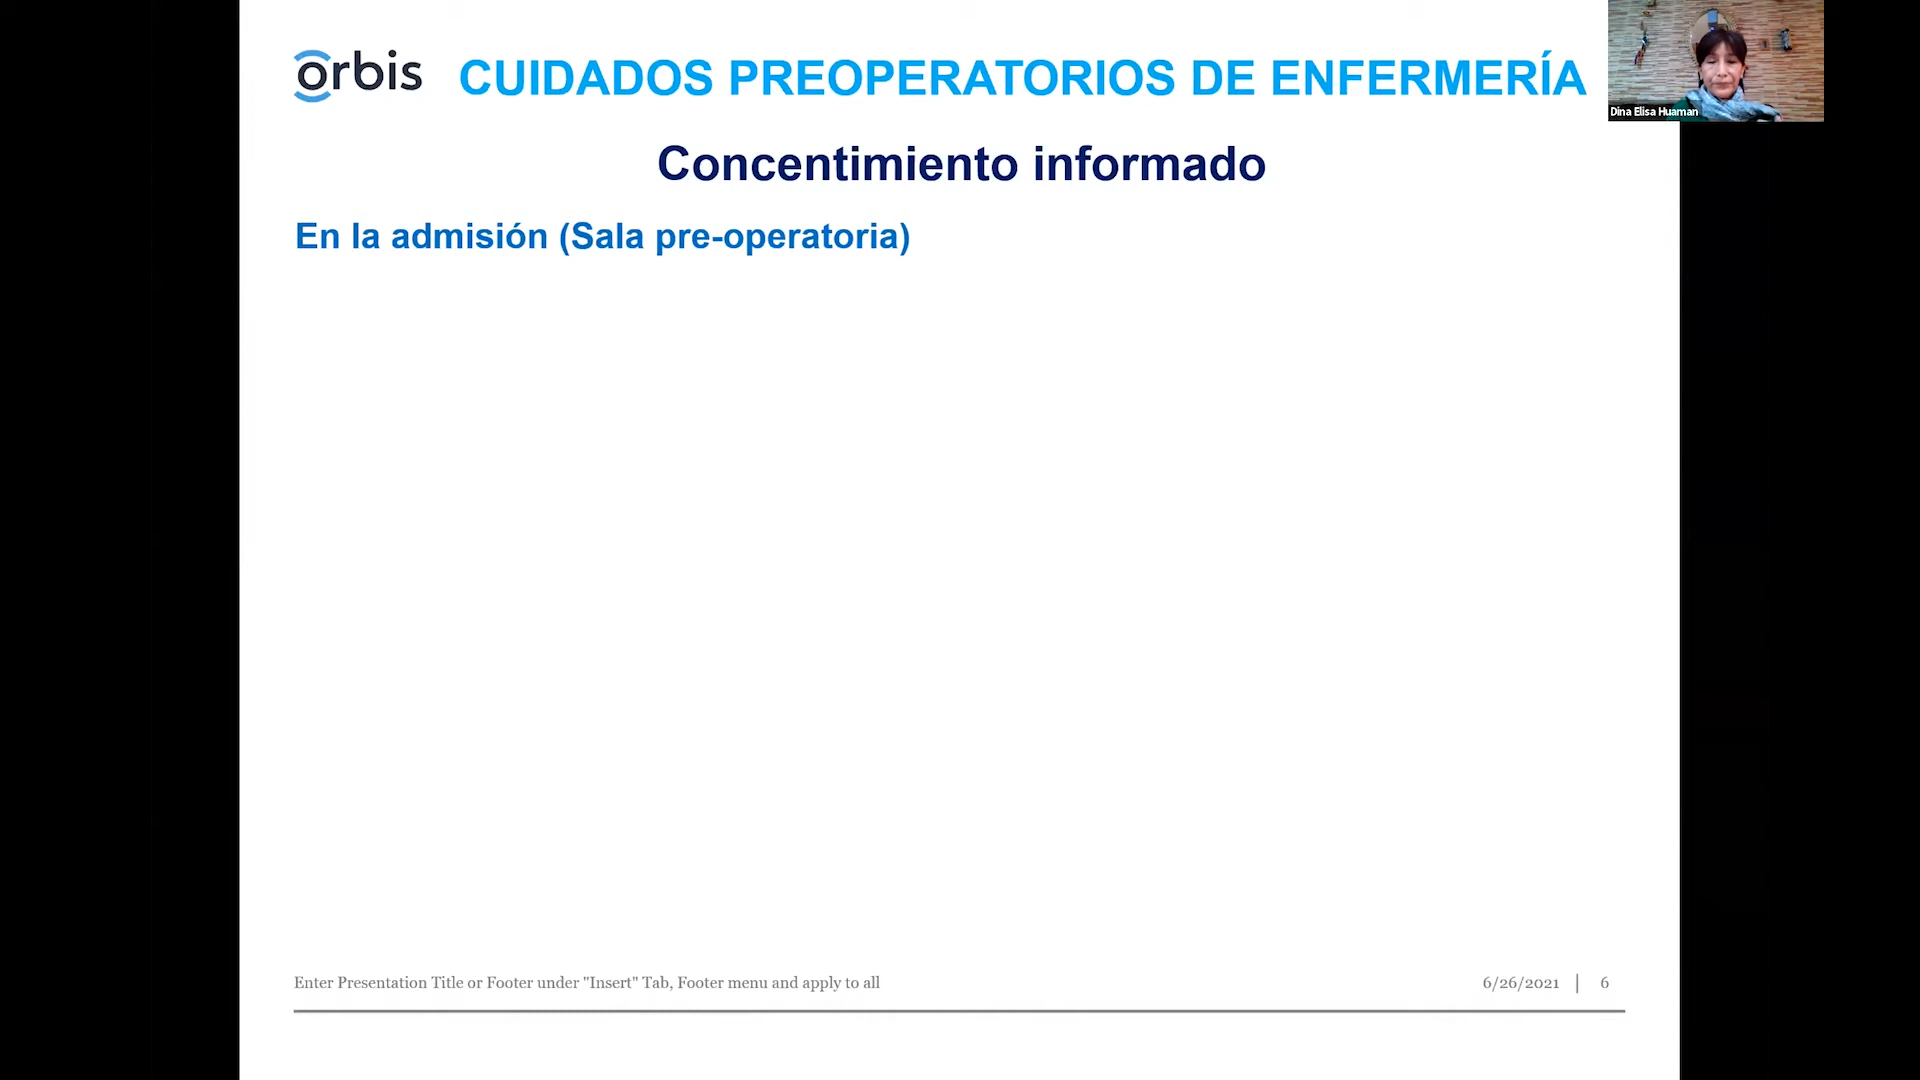 orbis
CUIDADOS PREOPERATORIOS DE ENFERMERÍA
Dina Elisa Huaman
Concentimiento informado
En la admisión (Sala pre-operatoria)
Enter Presentation Title or Footer under "Insert" Tab, Footer menu and apply to all
6/26/2021 | 6